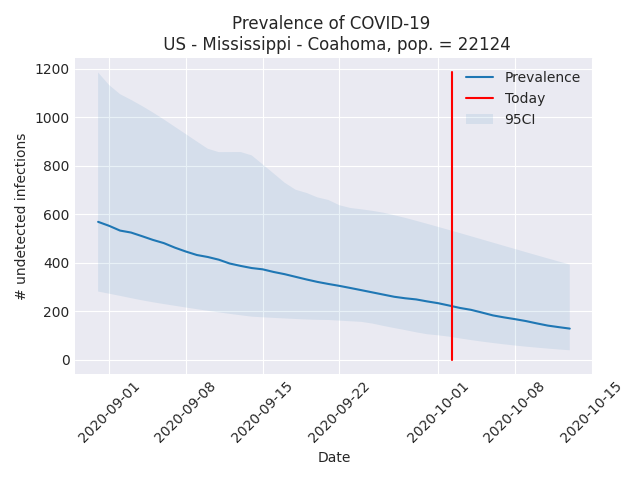 Prevalence of COVID-19
US - Mississippi - Coahoma, pop. = 22124
Prevalence
Today
95CI
# undetected infections
1200
1000
800
600
400
200
0
2020-09-01
2020-09-08
2020-09-15
2020-09-22
2020-10-01
2020-10-08
2020-10-15
Date